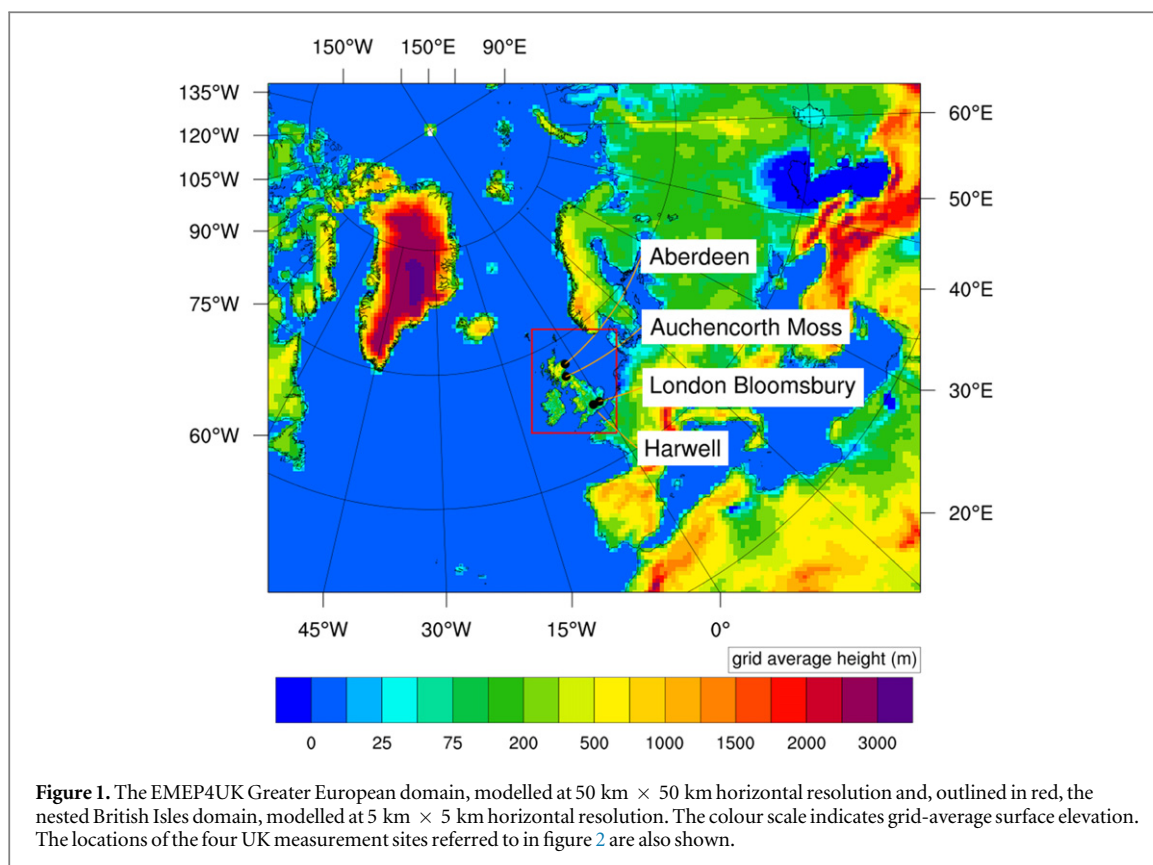 150°W 150°E 90°E
135°W
120°W
105°W
90°W
75°W
60°W
60°E
50°E
40°E
30°E
20°E
Aberdeen
Auchencorth Moss
London Bloomsbury
Harwell
45°W 30°W 15°W 0°
grid average height (m)
0 25 75 200 500 1000 1500 2000 3000
Figure 1. The EMEP4UK Greater European domain, modelled at 50 km × 50 km horizontal resolution and, outlined in red, the
nested British Isles domain, modelled at 5 km × 5 km horizontal resolution. The colour scale indicates grid-average surface elevation.
The locations of the four UK measurement sites referred to in figure 2 are also shown.